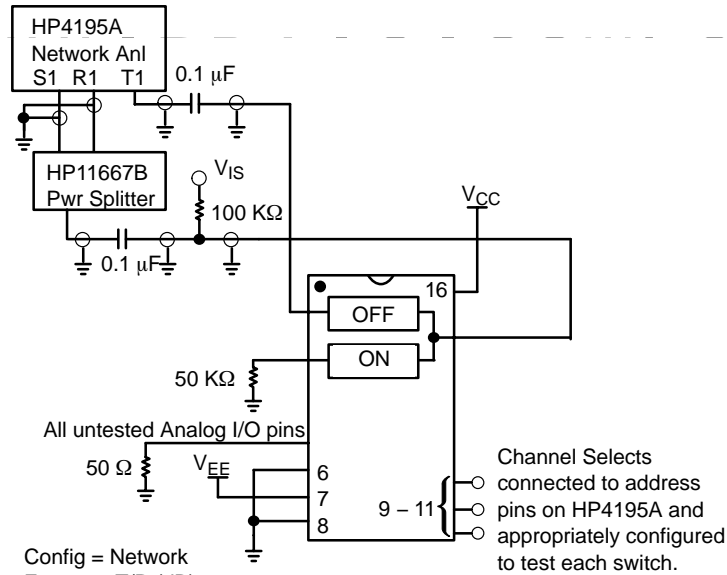 HP4195A
Network Anl
S1 R1 T1
0.1 μF
HP11667B
Pwr Splitter
VIS
100 KΩ
VCC
0.1 μF
16
OFF
ON
50 KΩ
All untested Analog I/O pins
50 Ω
VEE
6
7
8
9 – 11
Channel Selects
connected to address
pins on HP4195A and
appropriately configured
to test each switch.
Config = Network